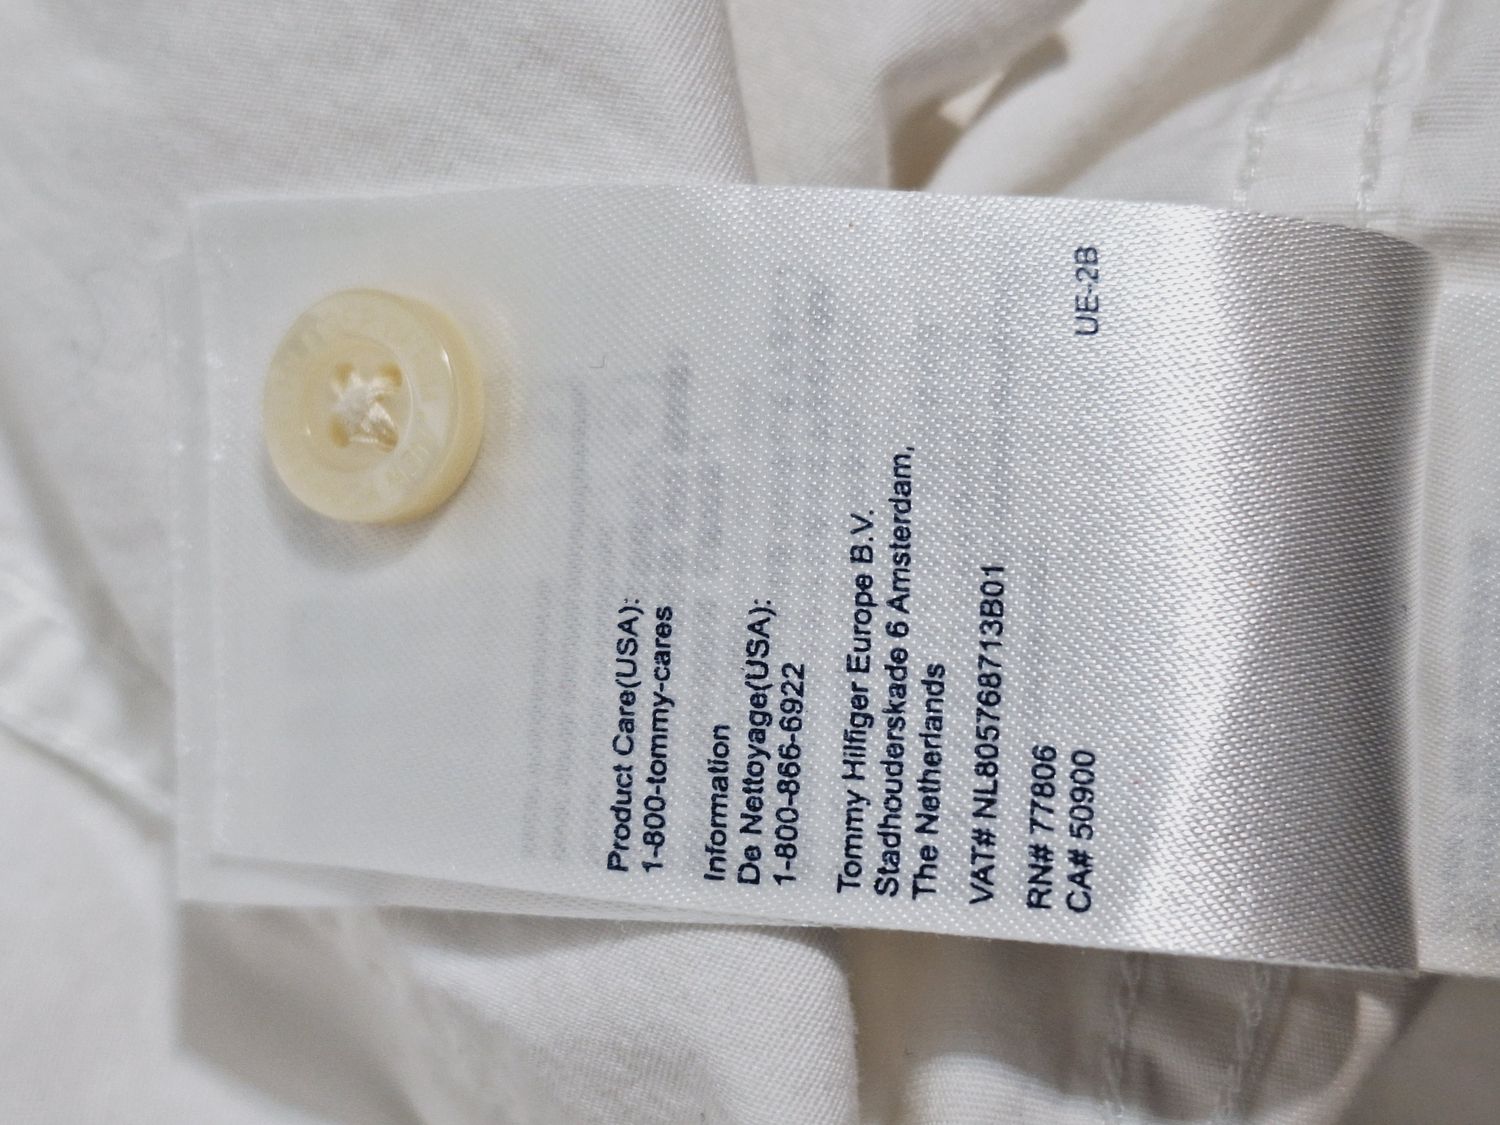 Product Care(USA):
1-800-tommy-cares
Information
De Nettoyage(USA):
1-800-866-6922
Tommy Hilfiger Europe B.V.
Stadhouderskade 6 Amsterdam,
The Netherlands
VAT# NL805768713B01
RN# 77806
CA# 50900
UE-2B